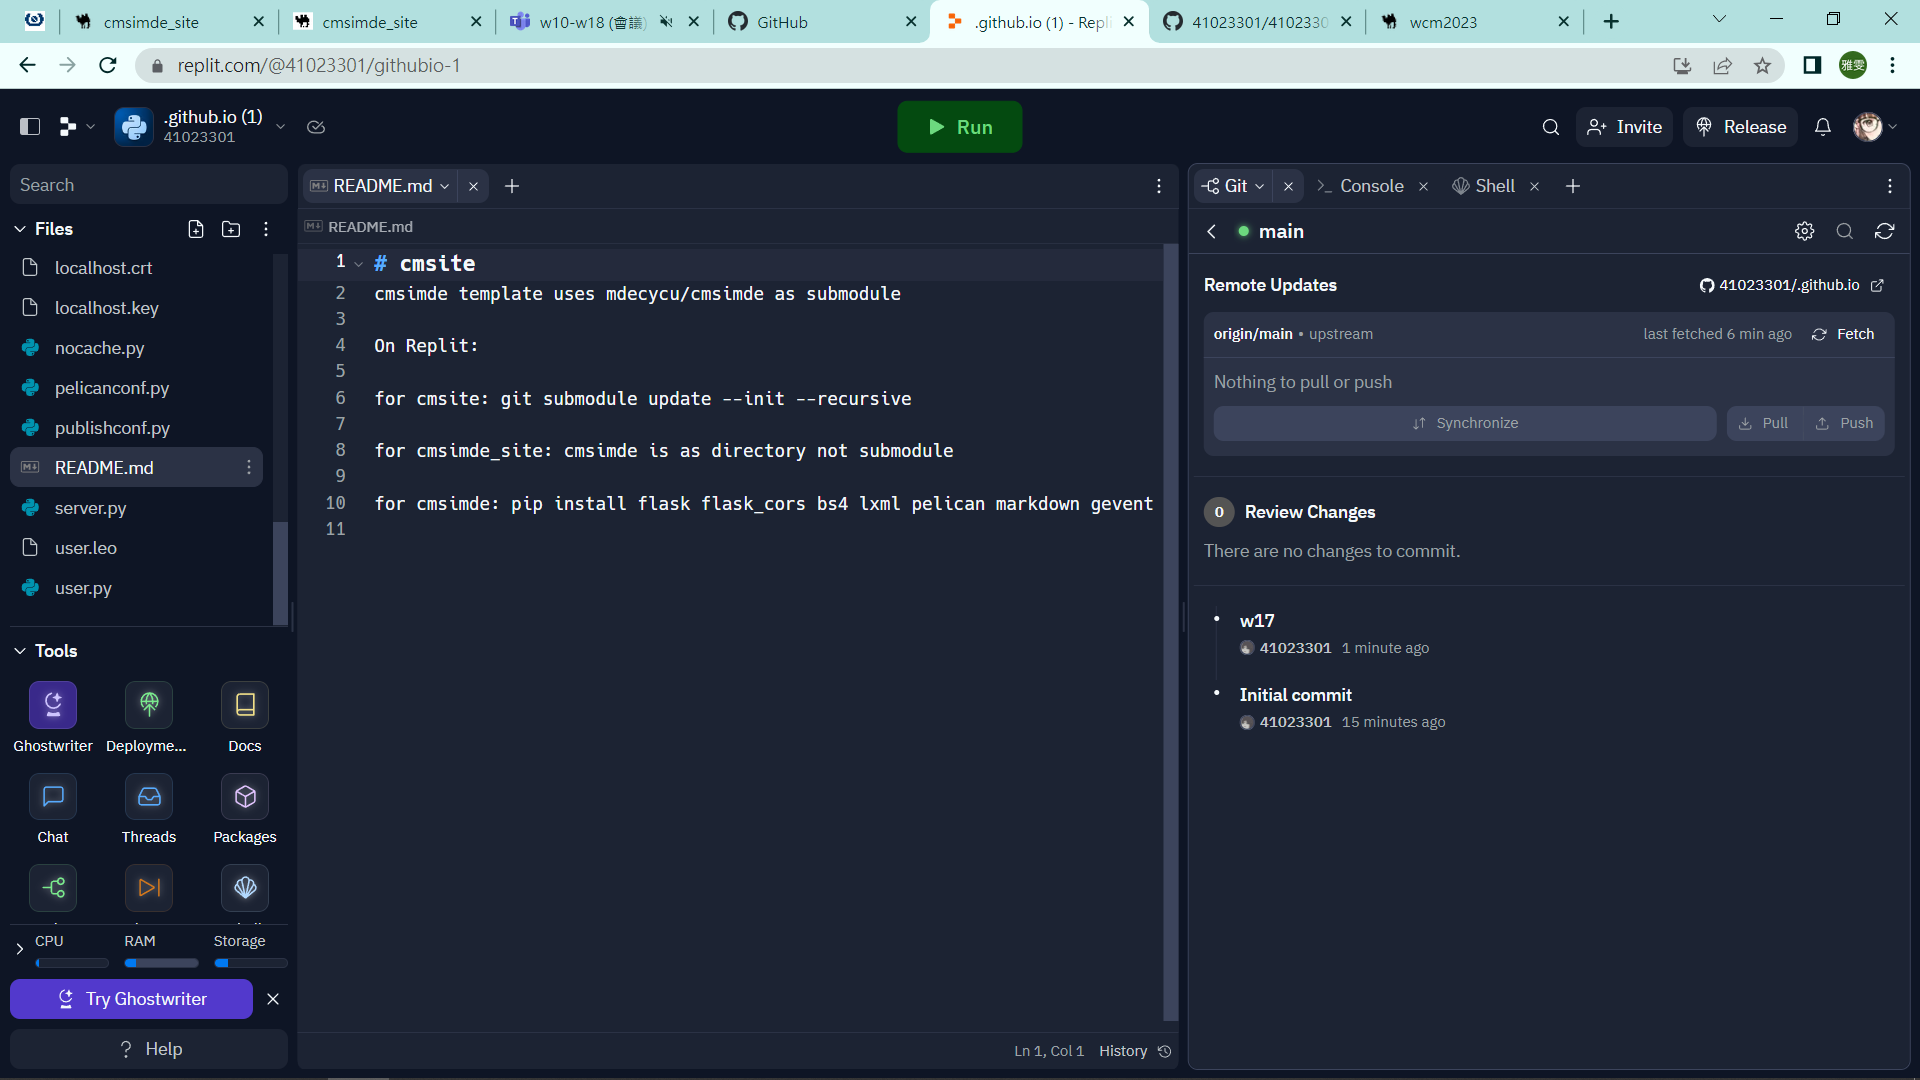 cmsimde_site
cmsimde_site
w10-w18 (會議)
GitHub
.github.io (1) - Repli
41023301/4102330
wcm2023
replit.com/@41023301/githubio-1
雅雯
.github.io (1)
41023301
Run
Invite
Release
Search
Files
localhost.crt
localhost.key
nocache.py
pelicanconf.py
publishconf.py
README.md
server.py
user.leo
user.py
Tools
Ghostwriter
Deployme...
Docs
Chat
Threads
Packages
CPU
RAM
Storage
Try Ghostwriter
? Help
README.md
README.md
1 # cmsite
2 cmsimde template uses mdecycu/cmsimde as submodule
3
4 On Replit:
5
6 for cmsite: git submodule update --init --recursive
7
8 for cmsimde_site: cmsimde is as directory not submodule
9
10 for cmsimde: pip install flask flask_cors bs4 lxml pelican markdown gevent
11
Ln 1, Col 1
History
Git
Console
Shell
main
Remote Updates
41023301/.github.io
origin/main • upstream
last fetched 6 min ago
Fetch
Nothing to pull or push
Synchronize
Pull
Push
0 Review Changes
There are no changes to commit.
w17
41023301 1 minute ago
Initial commit
41023301 15 minutes ago